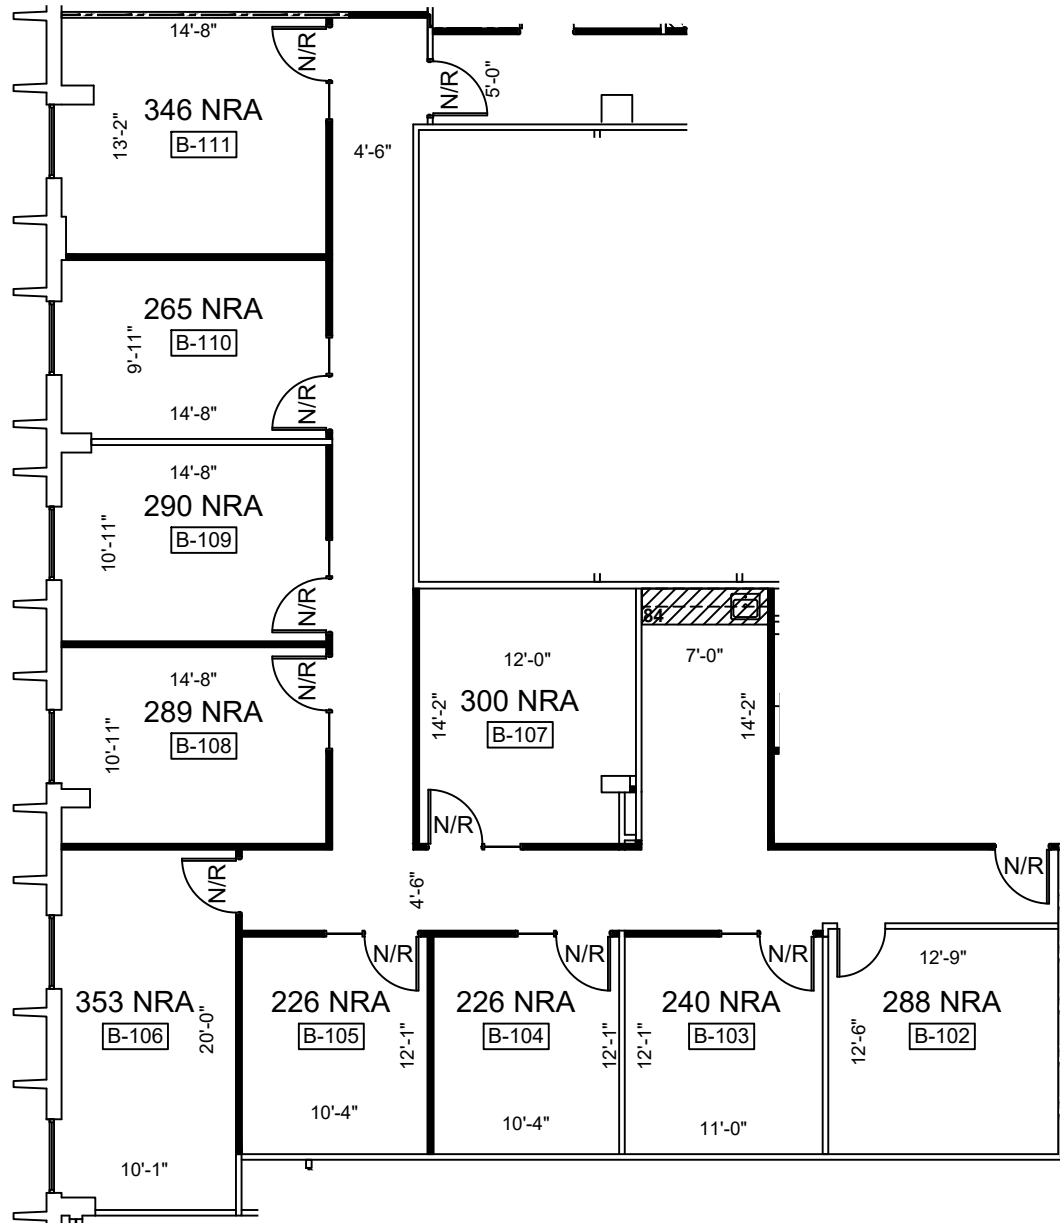 14'-8"
N/R
N/R
5'-0"
346 NRA
B-111
13'-2"
4'-6"
265 NRA
B-110
9'-11"
14'-8"
N/R
14'-8"
290 NRA
B-109
10'-11"
N/R
14'-8"
N/R
289 NRA
B-108
10'-11"
84
12'-0"
7'-0"
300 NRA
B-107
14'-2"
14'-2"
N/R
N/R
4'-6"
N/R
N/R
N/R
N/R
12'-9"
353 NRA
B-106
20'-0"
10'-1"
226 NRA
B-105
12'-1"
10'-4"
226 NRA
B-104
12'-1"
10'-4"
240 NRA
B-103
12'-1"
11'-0"
288 NRA
B-102
12'-6"